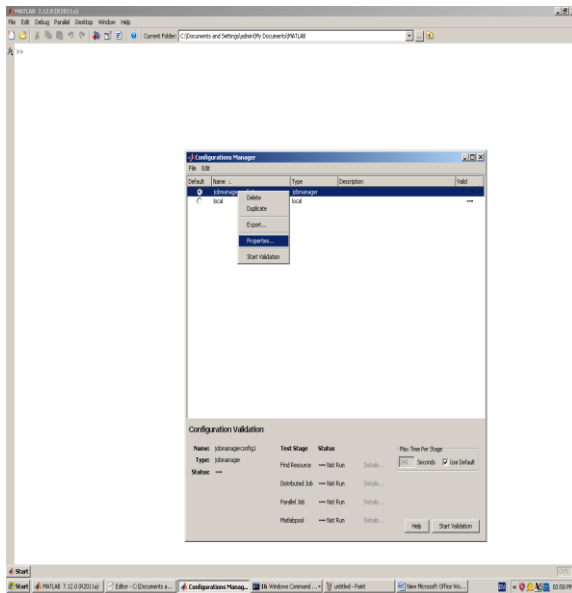 MATLAB 7.12.0 (R2011a)
File Edit Debug Parallel Desktop Window Help
Current Folder: C:\Documents and Settings\admin\My Documents\MATLAB
fx >>
Configurations Manager
File Edit
Default Name Type Description Valid
jobmanager
local local
Delete
Duplicate
Export...
Properties...
Start Validation
Configuration Validation
Name: jobmanagerconfig1
Type: jobmanager
Status: ---
Test Stage Status
Find Resource --- Not Run Details...
Distributed Job --- Not Run Details...
Parallel Job --- Not Run Details...
Matlabpool --- Not Run Details...
Max Time Per Stage
Seconds Use Default
Help Start Validation
Start OVR
Start MATLAB 7.12.0 (R2011a) Editor - C:\Documents a... Configurations Manag... 16 Windows Command ... untitled - Paint New Microsoft Office Wo... EN 03:58 PM